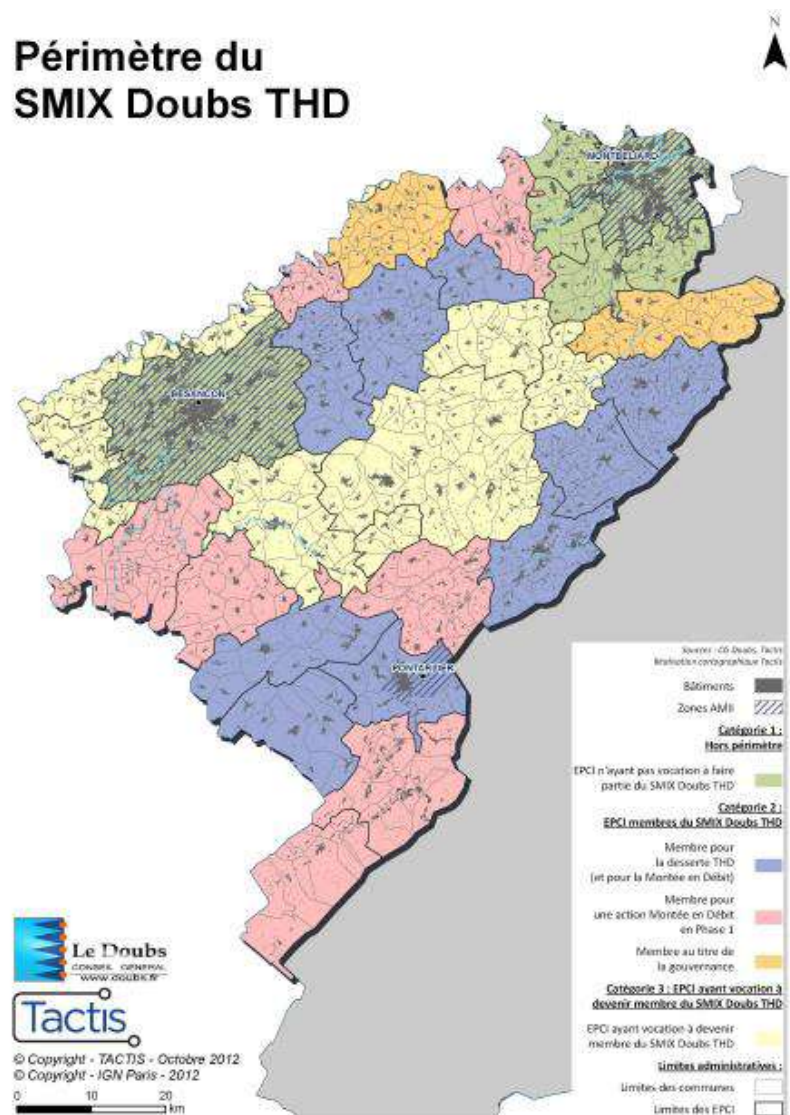 Périmètre du
SMIX Doubs THD
N
MONTBELIARD
BESANCON
PONTARLIER
Sources : CG Doubs, Tactis
Réalisation cartographique Tactis
Bâtiments
Zones AMII
Catégorie 1 :
Hors périmètre
EPCI n'ayant pas vocation à faire
partie du SMIX Doubs THD
Catégorie 2 :
EPCI membres du SMIX Doubs THD
Membre pour
la desserte THD
(et pour la Montée en Débit)
Membre pour
une action Montée en Débit
en Phase 1
Membre au titre de
la gouvernance
Catégorie 3 : EPCI ayant vocation à
devenir membre du SMIX Doubs THD
EPCI ayant vocation à devenir
membre du SMIX Doubs THD
Limites administratives :
Limites des communes
Limites des EPCI
Le Doubs
CONSEIL GENERAL
www.doubs.fr
Tactis
© Copyright - TACTIS - Octobre 2012
© Copyright - IGN Paris - 2012
0 10 20
km